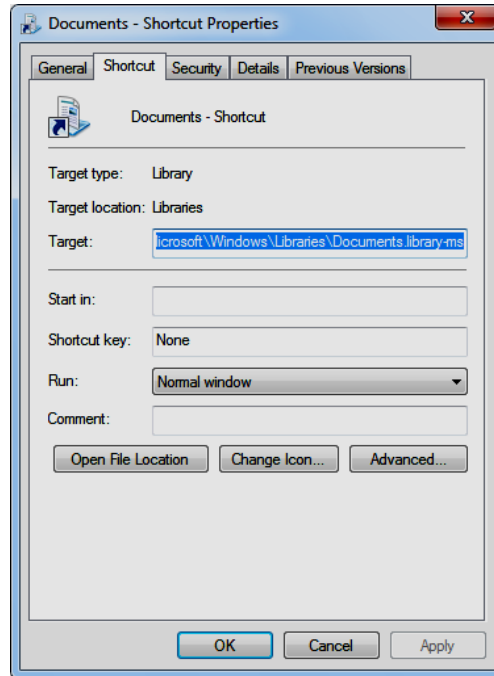 Documents - Shortcut Properties
General Shortcut Security Details Previous Versions
Documents - Shortcut
Target type: Library
Target location: Libraries
Target: icrosoft\Windows\Libraries\Documents.library-ms
Start in:
Shortcut key: None
Run: Normal window
Comment:
Open File Location Change Icon... Advanced...
OK Cancel Apply